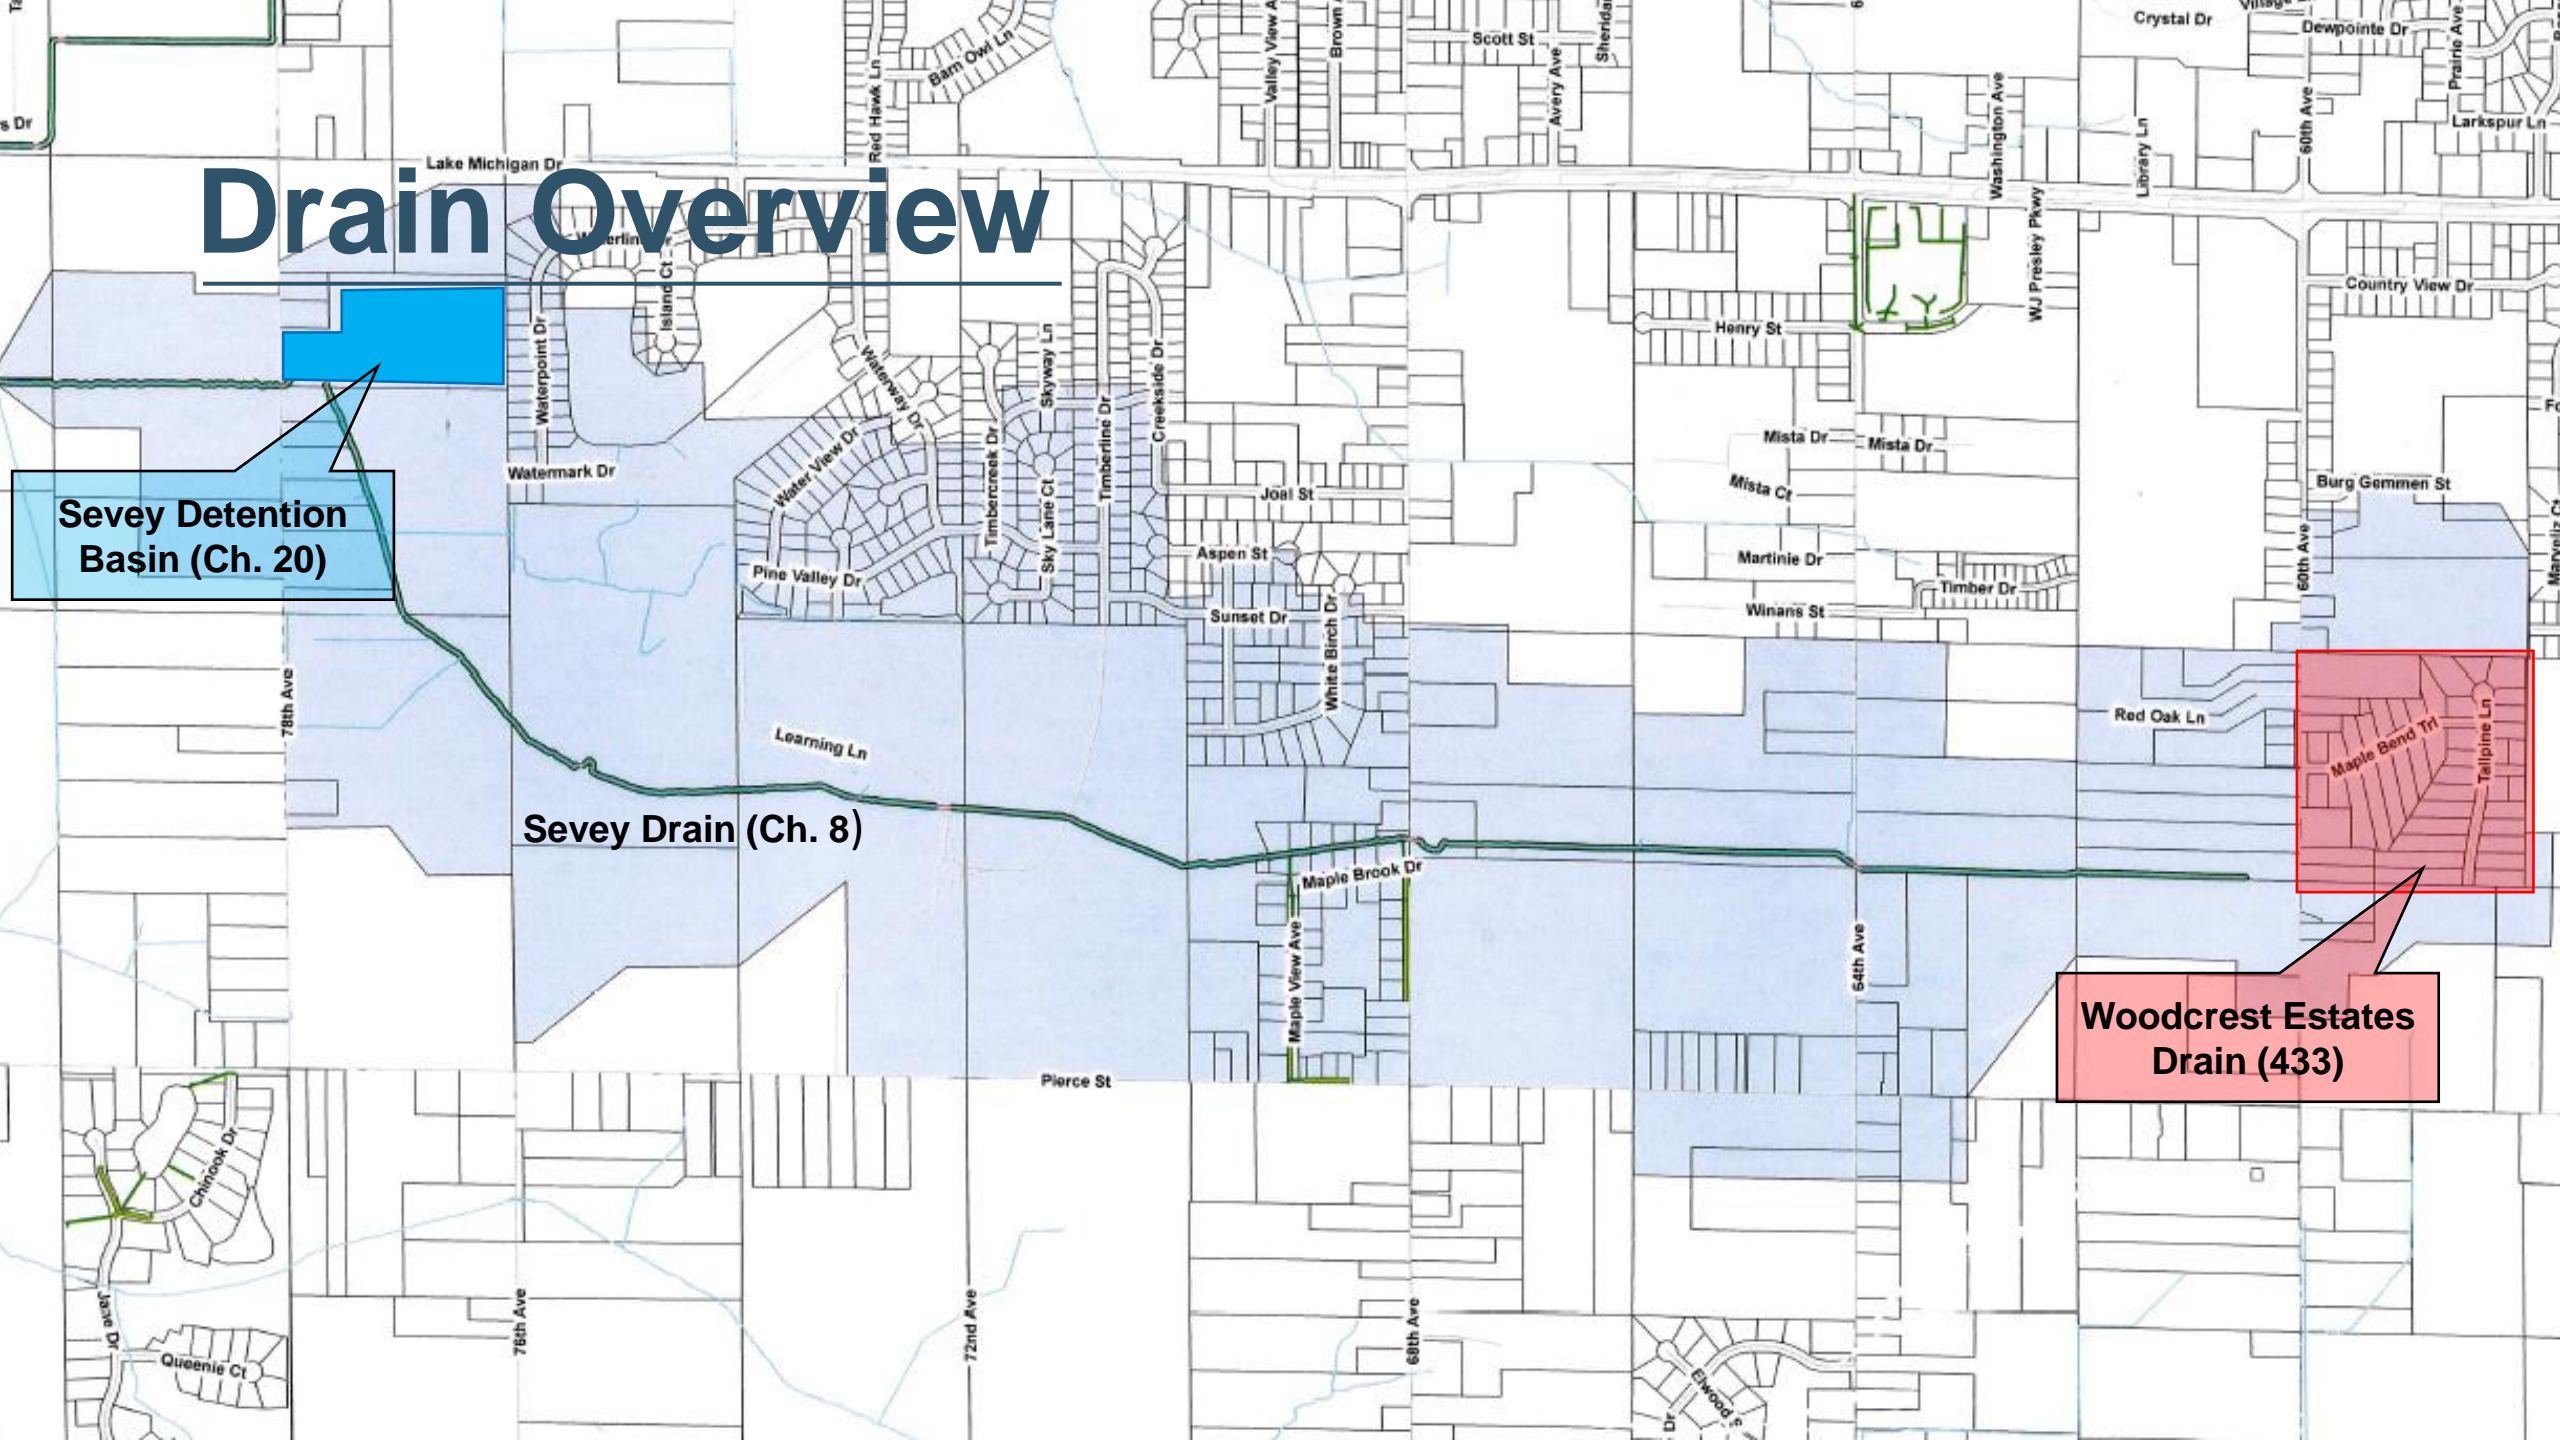 Crystal Dr
Dewpointe Dr
Scott St
Barn Owl Ln
Red Hawk Ln
Valley View
Brown
Avery Ave
Washington Ave
Library Ln
60th Ave
Prairie Ave
Larkspur Ln
s Dr
Lake Michigan Dr
Drain Overview
Island Ct
WJ Presley Pkwy
Country View Dr
Henry St
Waterpoint Dr
Waterway Dr
Skyway Ln
Creekside Dr
Timberline Dr
Timbercreek Dr
Water View Dr
Watermark Dr
Mista Dr
Mista Dr
Mista Ct
Joal St
Burg Gemmen St
Sevey Detention
Basin (Ch. 20)
Sky Lane Ct
Aspen St
Pine Valley Dr
Martinie Dr
Timber Dr
60th Ave
Sunset Dr
Winans St
White Birch Dr
78th Ave
Red Oak Ln
Maple Bend Trl
Tallpine Ln
Learning Ln
Sevey Drain (Ch. 8)
Maple Brook Dr
Maple View Ave
64th Ave
Woodcrest Estates
Drain (433)
Pierce St
Chinook Dr
Jave Dr
Queenie Ct
76th Ave
72nd Ave
68th Ave
Elwood
Dr